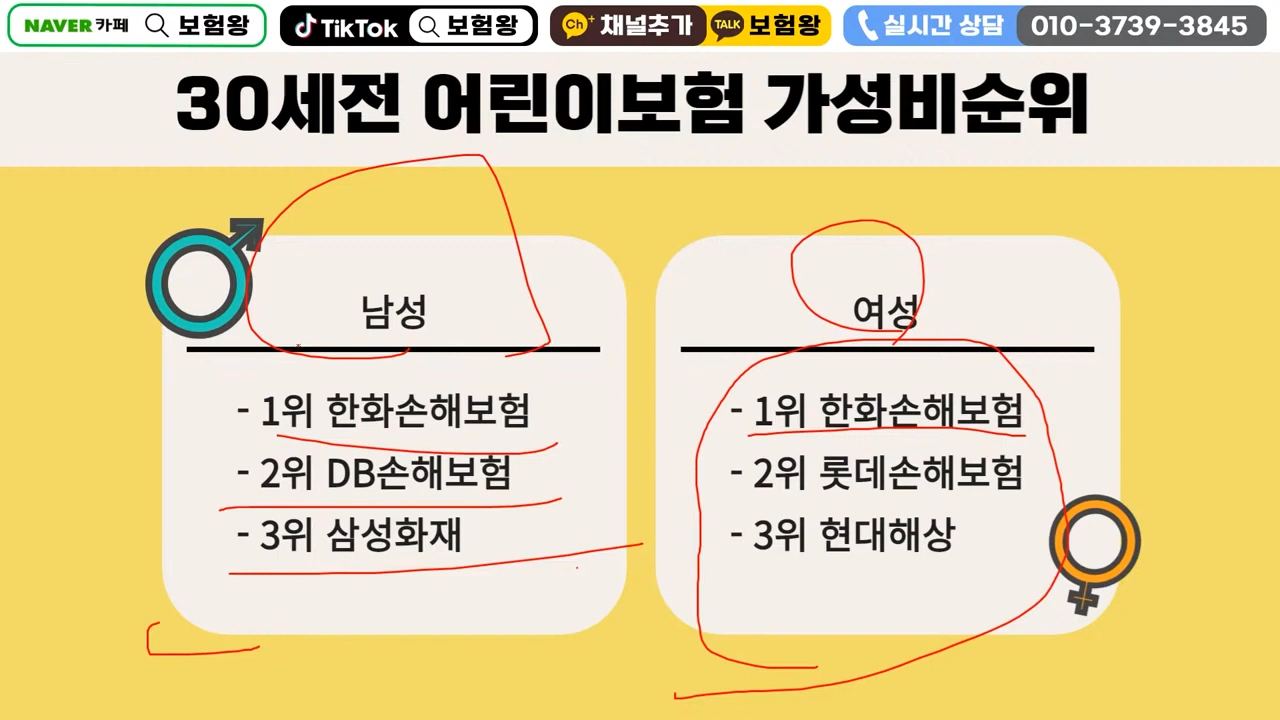 NAVER 카페 보험왕
TikTok 보험왕
Ch+ 채널추가 TALK 보험왕
실시간 상담 010-3739-3845
30세전 어린이보험 가성비순위
남성
- 1위 한화손해보험
- 2위 DB손해보험
- 3위 삼성화재
여성
- 1위 한화손해보험
- 2위 롯데손해보험
- 3위 현대해상